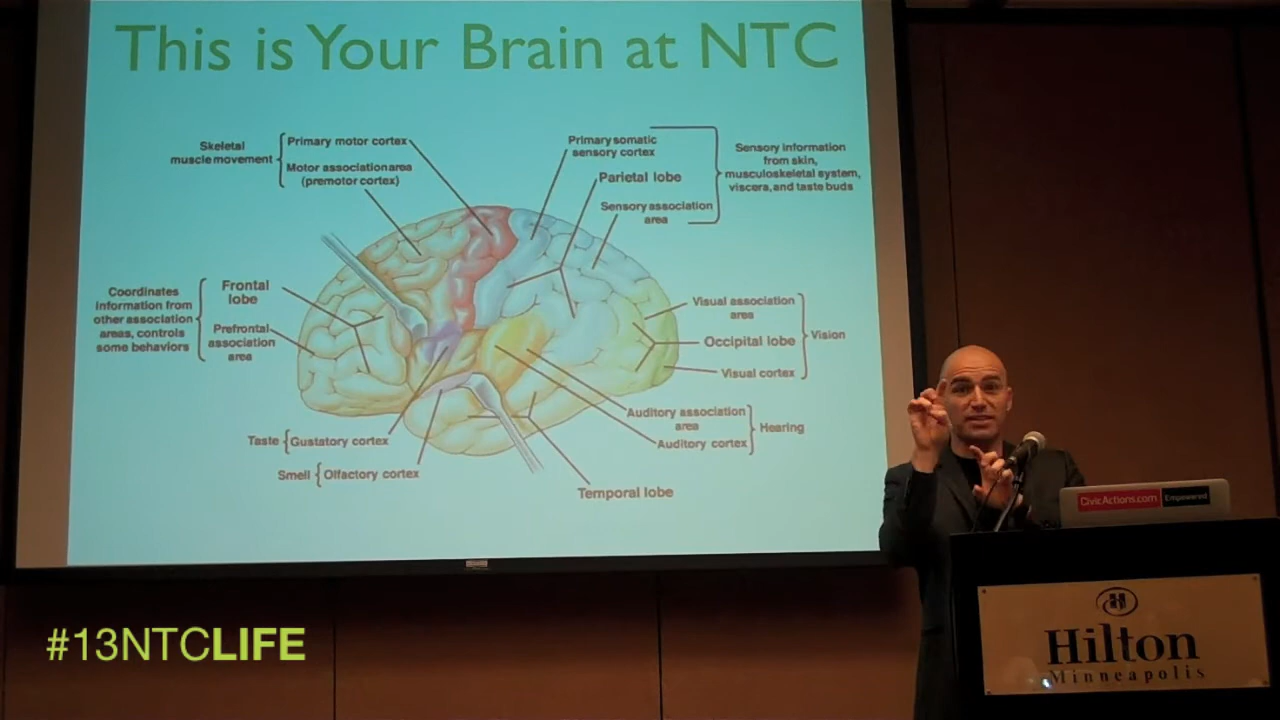 This is Your Brain at NTC
Skeletal
muscle movement
Primary motor cortex
Motor association area
(premotor cortex)
Primary somatic
sensory cortex
Parietal lobe
Sensory association
area
Sensory information
from skin,
musculoskeletal system,
viscera, and taste buds
Coordinates
information from
other association
areas, controls
some behaviors
Frontal
lobe
Prefrontal
association
area
Visual association
area
Occipital lobe
Visual cortex
Vision
Auditory association
area
Auditory cortex
Hearing
Taste
Gustatory cortex
Smell
Olfactory cortex
Temporal lobe
CivicActions.com Empowered
Hilton
Minneapolis
#13NTCLIFE